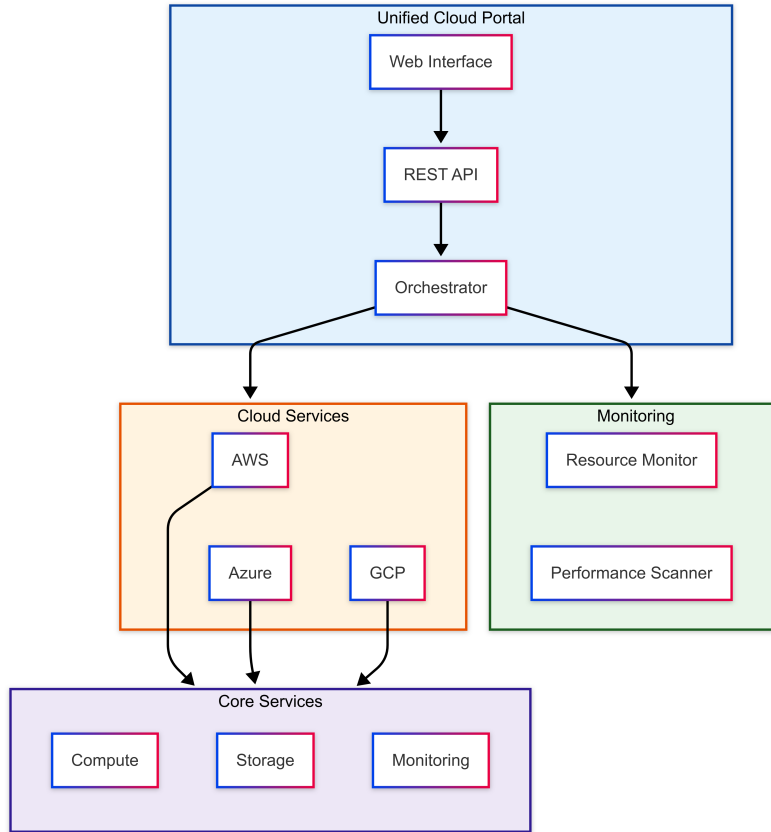 Unified Cloud Portal
Web Interface
REST API
Orchestrator
Cloud Services
AWS
Azure
GCP
Monitoring
Resource Monitor
Performance Scanner
Core Services
Compute
Storage
Monitoring